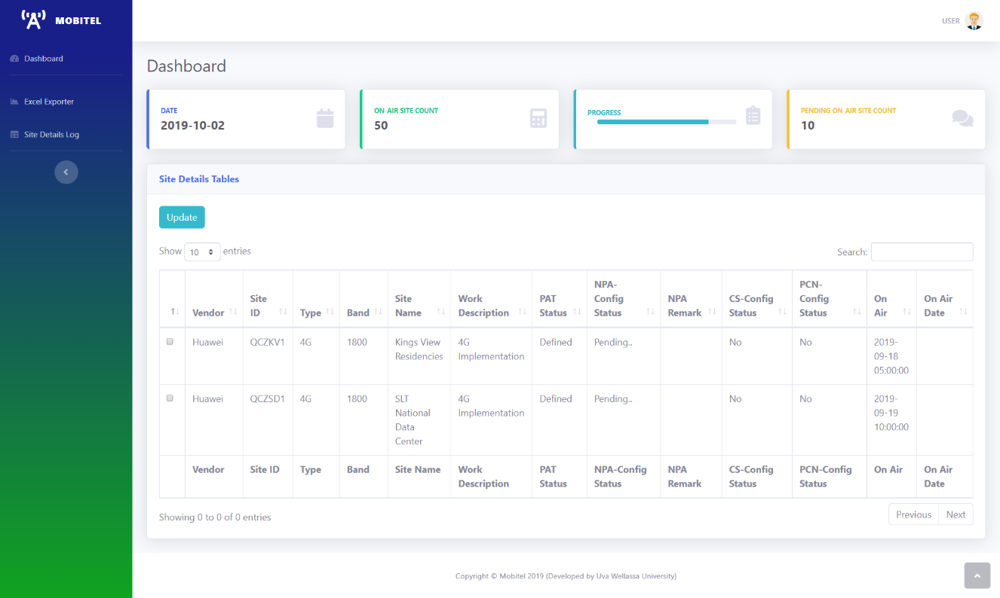 MOBITEL
USER
Dashboard
Excel Exporter
Site Details Log
Dashboard
DATE
2019-10-02
ON-AIR SITE COUNT
50
PROGRESS
PENDING ON-AIR SITE COUNT
10
Site Details Tables
Update
Show 10 entries
Search:
Vendor Site ID Type Band Site Name Work Description PAT Status NPA-Config Status NPA Remark CS-Config Status PCN-Config Status On Air On Air Date
Huawei QCZKV1 4G 1800 Kings View Residencies 4G Implementation Defined Pending.. No No 2019-09-18 05:00:00
Huawei QCZSD1 4G 1800 SLT National Data Center 4G Implementation Defined Pending.. No No 2019-09-19 10:00:00
Vendor Site ID Type Band Site Name Work Description PAT Status NPA-Config Status NPA Remark CS-Config Status PCN-Config Status On Air On Air Date
Showing 0 to 0 of 0 entries
Previous Next
Copyright © Mobitel 2019 (Developed by Uva Wellassa University)